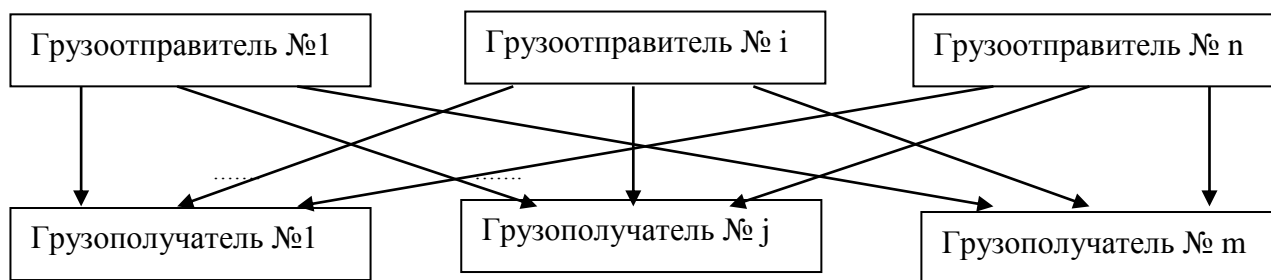 Грузоотправитель №1
Грузоотправитель № i
Грузоотправитель № n
........
.......
Грузополучатель №1
Грузополучатель № j
Грузополучатель № m